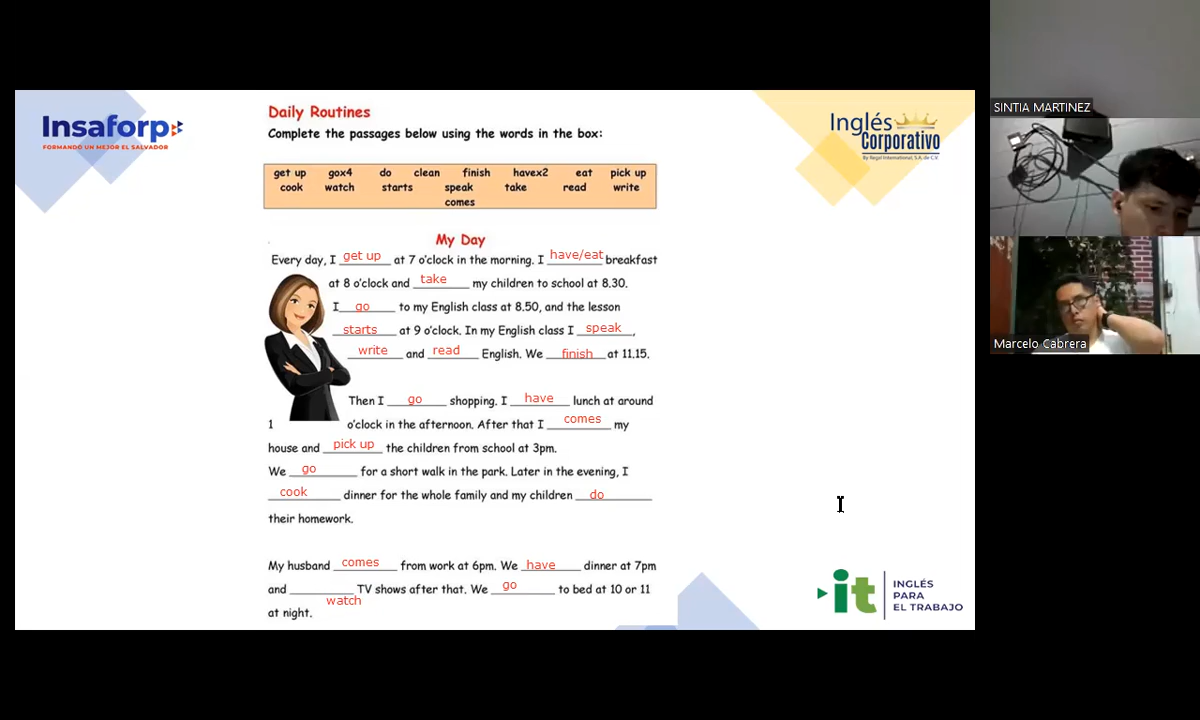 Insaforp
FORMANDO UN MEJOR EL SALVADOR
Daily Routines
Complete the passages below using the words in the box:
Inglés
Corporativo
By Regal International, S.A. de C.V.
get up gox4 do clean finish havex2 eat pick up
cook watch starts speak take read write
comes
My Day
Every day, I get up at 7 o'clock in the morning. I have/eat breakfast
at 8 o'clock and take my children to school at 8.30.
I go to my English class at 8.50, and the lesson
starts at 9 o'clock. In my English class I speak,
write and read English. We finish at 11.15.
Then I go shopping. I have lunch at around
1 o'clock in the afternoon. After that I comes my
house and pick up the children from school at 3pm.
We go for a short walk in the park. Later in the evening, I
cook dinner for the whole family and my children do
their homework.
My husband comes from work at 6pm. We have dinner at 7pm
and watch TV shows after that. We go to bed at 10 or 11
at night.
it
INGLÉS
PARA
EL TRABAJO
SINTIA MARTINEZ
Marcelo Cabrera